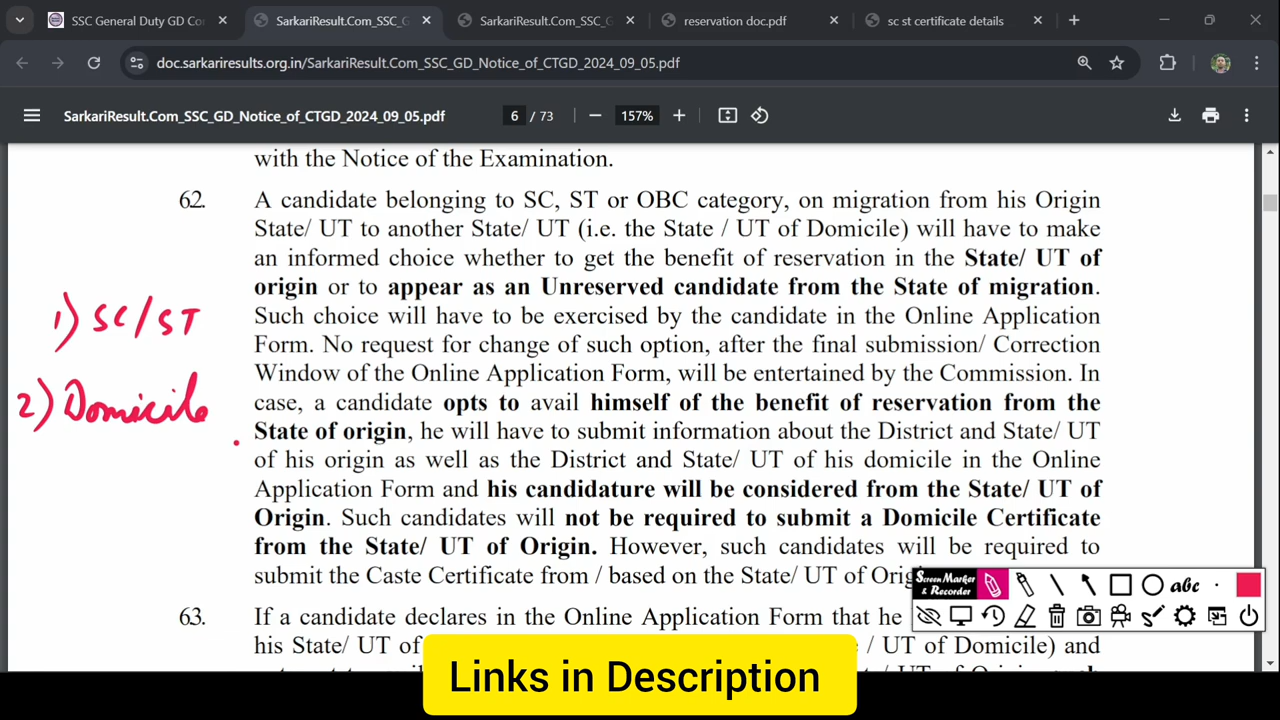 SSC General Duty GD Co
SarkariResult.Com_SSC_G
SarkariResult.Com_SSC_G
reservation doc.pdf
sc st certificate details
doc.sarkariresults.org.in/SarkariResult.Com_SSC_GD_Notice_of_CTGD_2024_09_05.pdf
SarkariResult.Com_SSC_GD_Notice_of_CTGD_2024_09_05.pdf
6 / 73
157%
with the Notice of the Examination.
6.2. A candidate belonging to SC, ST or OBC category, on migration from his Origin
State/ UT to another State/ UT (i.e. the State / UT of Domicile) will have to make
an informed choice whether to get the benefit of reservation in the State/ UT of
origin or to appear as an Unreserved candidate from the State of migration.
Such choice will have to be exercised by the candidate in the Online Application
Form. No request for change of such option, after the final submission/ Correction
Window of the Online Application Form, will be entertained by the Commission. In
case, a candidate opts to avail himself of the benefit of reservation from the
State of origin, he will have to submit information about the District and State/ UT
of his origin as well as the District and State/ UT of his domicile in the Online
Application Form and his candidature will be considered from the State/ UT of
Origin. Such candidates will not be required to submit a Domicile Certificate
from the State/ UT of Origin. However, such candidates will be required to
submit the Caste Certificate from / based on the State/ UT of Orig
1) SC/ST
2) Domicile
6.3. If a candidate declares in the Online Application Form that he
his State/ UT of / UT of Domicile) and
Screen Marker
& Recorder
abc
Links in Description